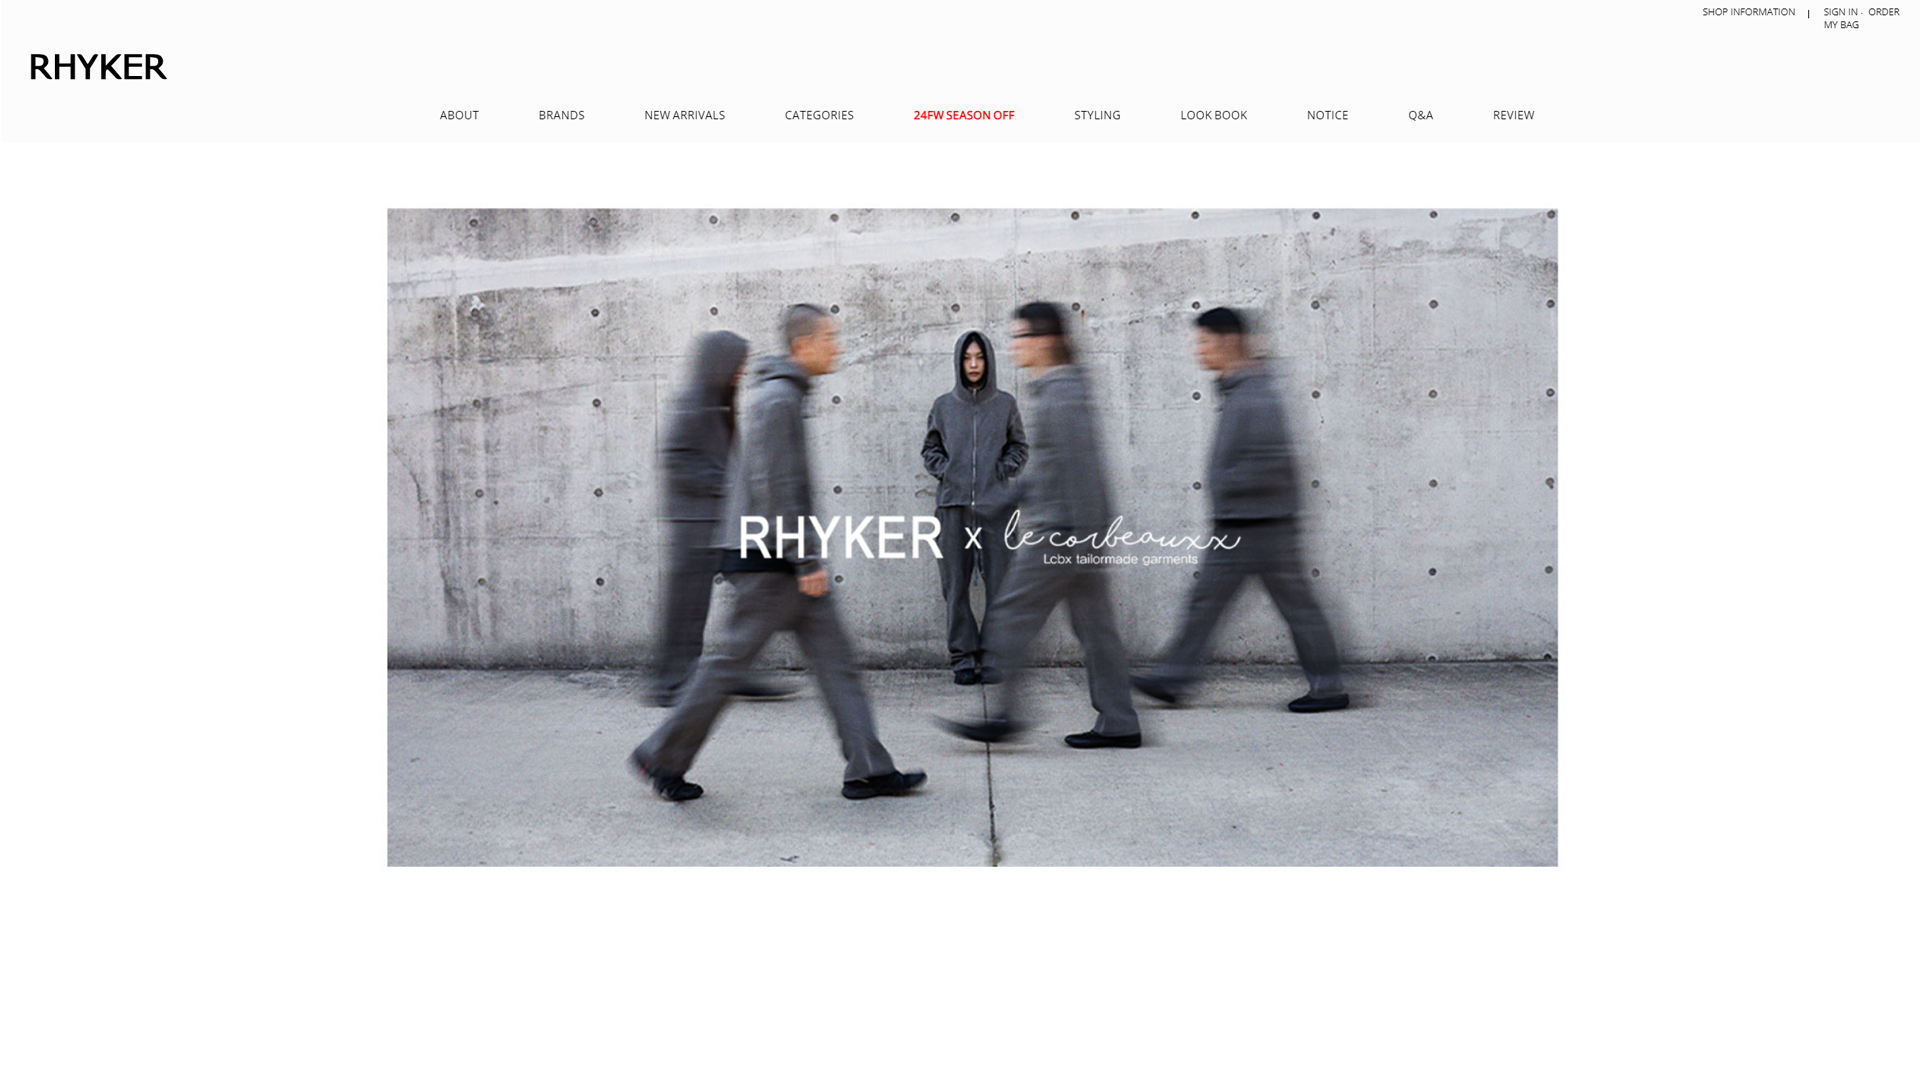 SHOP INFORMATION | SIGN IN - ORDER
MY BAG
RHYKER
ABOUT BRANDS NEW ARRIVALS CATEGORIES 24FW SEASON OFF STYLING LOOK BOOK NOTICE Q&A REVIEW
RHYKER x le corbeauxx
Lcbx tailormade garments